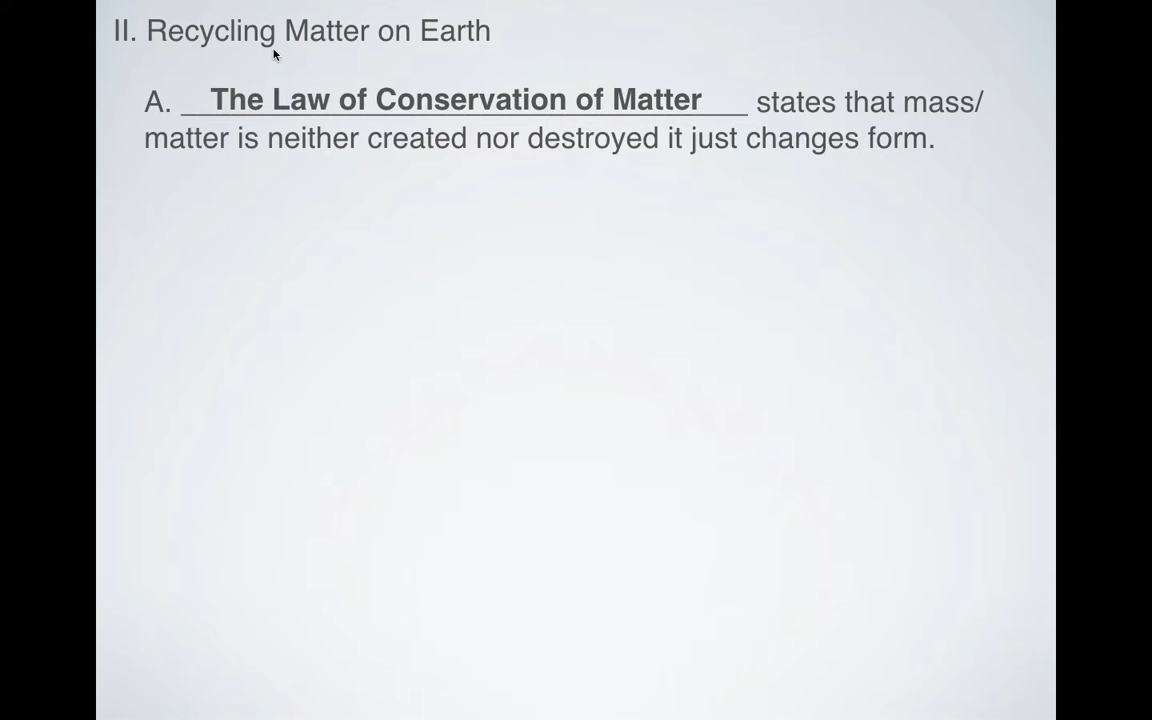 II. Recycling Matter on Earth
A. The Law of Conservation of Matter states that mass/
matter is neither created nor destroyed it just changes form.